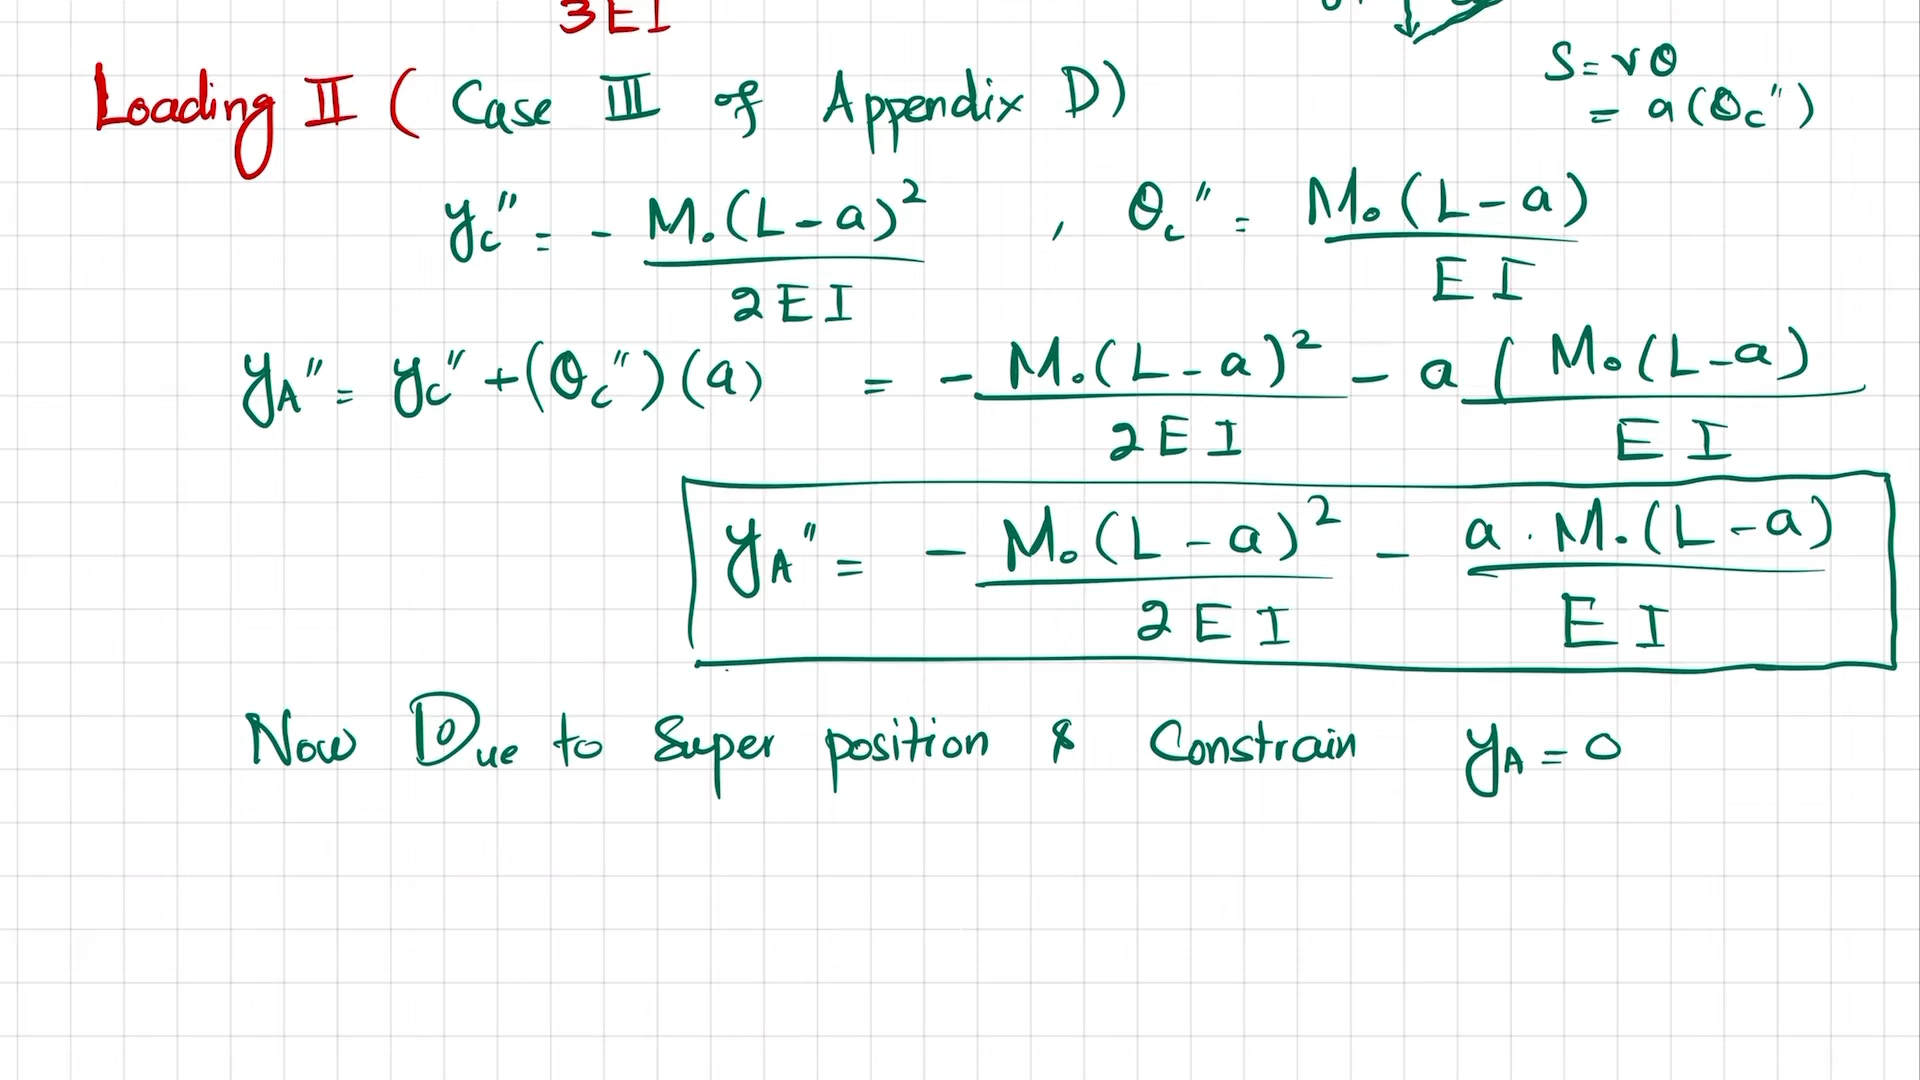 3EI
Loading II ( Case III of Appendix D)
S = rθ
= a(θc")
yc" = - M₀(L-a)² / 2EI , θc" = M₀(L-a) / EI
yA" = yc" + (θc")(a) = - M₀(L-a)² / 2EI - a ( M₀(L-a) / EI
yA" = - M₀(L-a)² / 2EI - a · M₀(L-a) / EI
Now Due to Super position & Constrain yA = 0